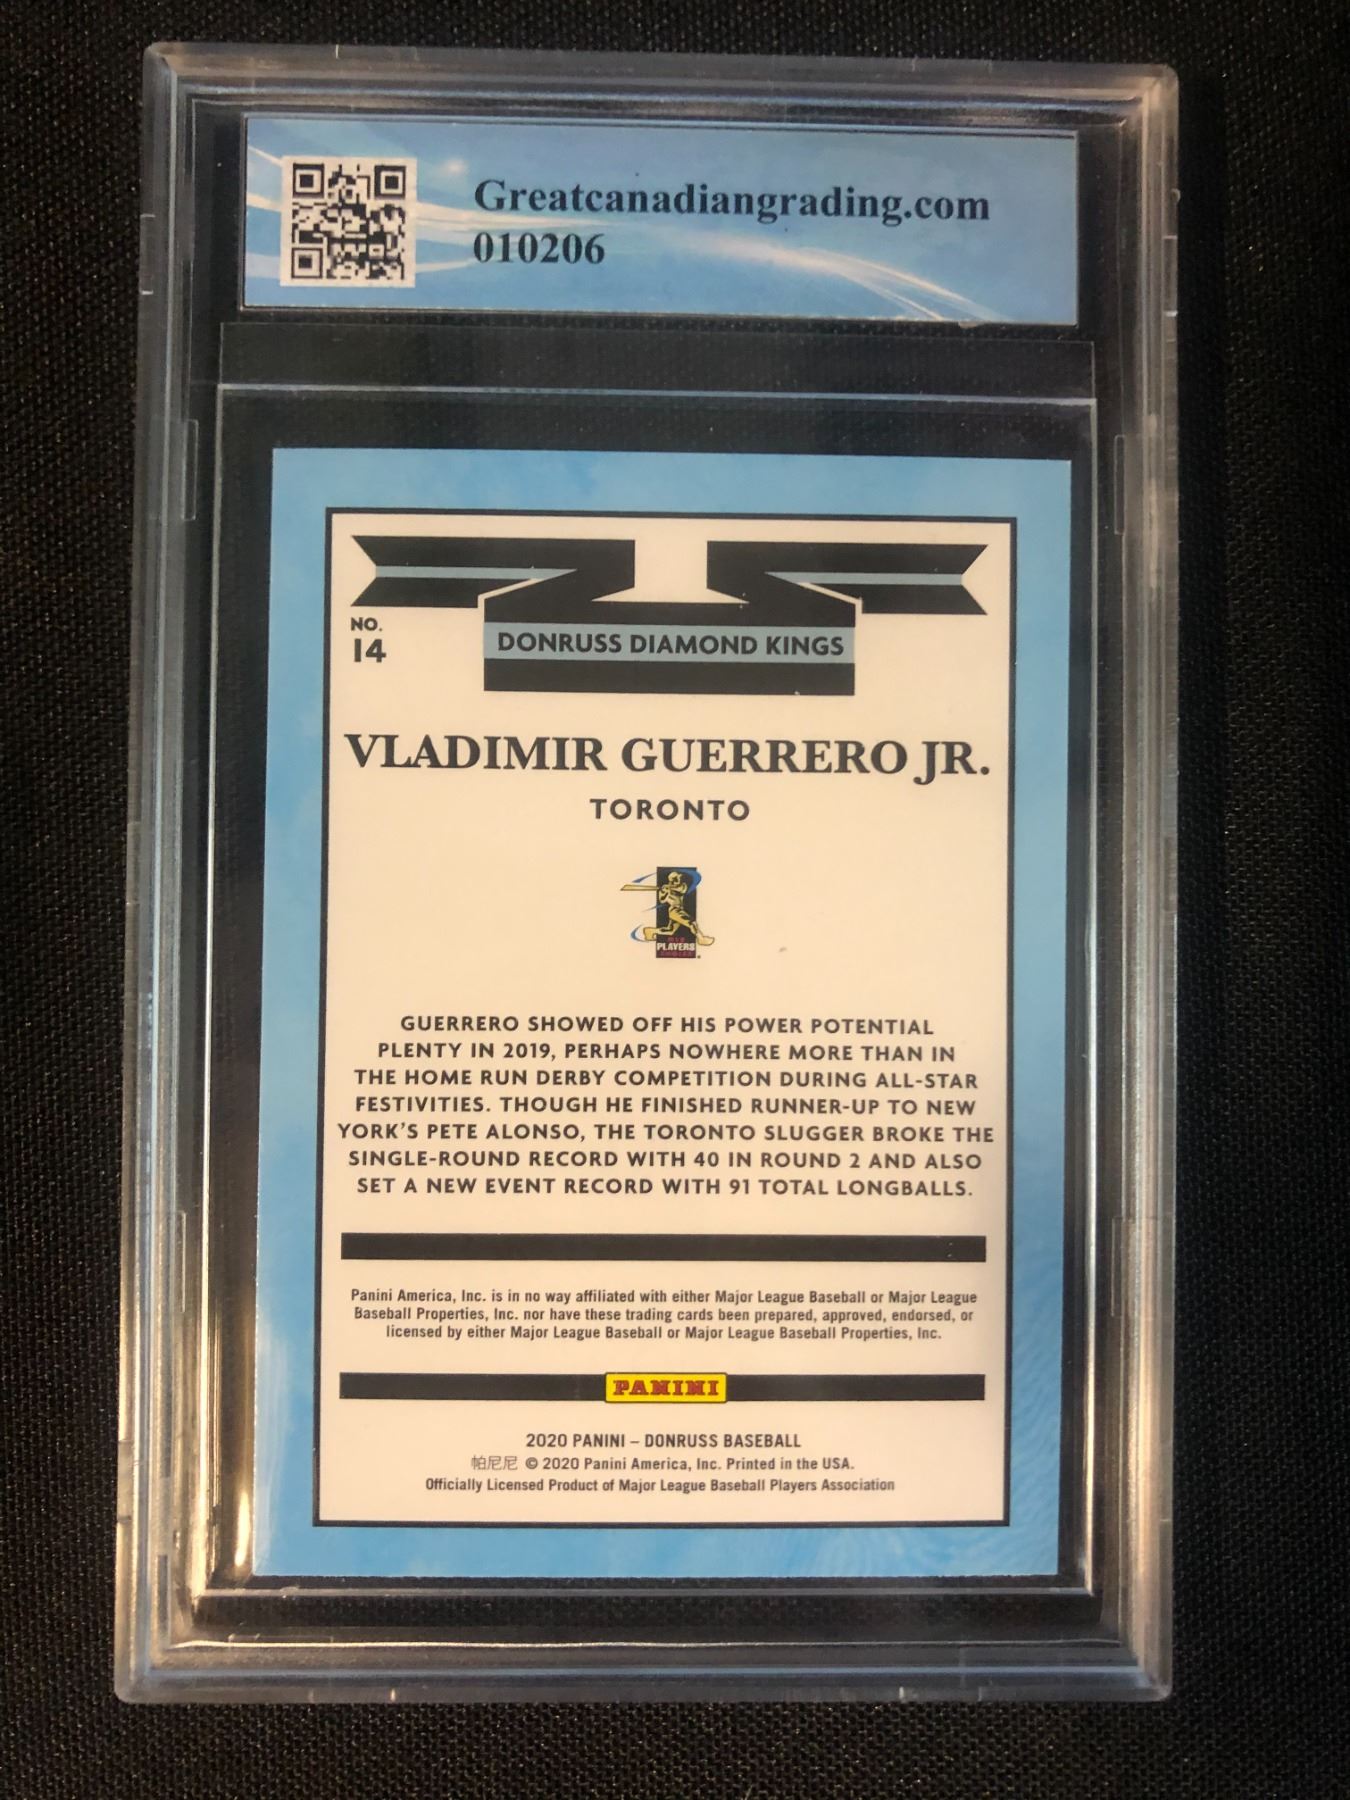 Greatcanadiangrading.com
010206
NO.
14
DONRUSS DIAMOND KINGS
VLADIMIR GUERRERO JR.
TORONTO
PLAYERS
GUERRERO SHOWED OFF HIS POWER POTENTIAL
PLENTY IN 2019, PERHAPS NOWHERE MORE THAN IN
THE HOME RUN DERBY COMPETITION DURING ALL-STAR
FESTIVITIES. THOUGH HE FINISHED RUNNER-UP TO NEW
YORK'S PETE ALONSO, THE TORONTO SLUGGER BROKE THE
SINGLE-ROUND RECORD WITH 40 IN ROUND 2 AND ALSO
SET A NEW EVENT RECORD WITH 91 TOTAL LONGBALLS.
Panini America, Inc. is in no way affiliated with either Major League Baseball or Major League
Baseball Properties, Inc. nor have these trading cards been prepared, approved, endorsed, or
licensed by either Major League Baseball or Major League Baseball Properties, Inc.
PANINI
2020 PANINI – DONRUSS BASEBALL
帕尼尼 © 2020 Panini America, Inc. Printed in the USA.
Officially Licensed Product of Major League Baseball Players Association